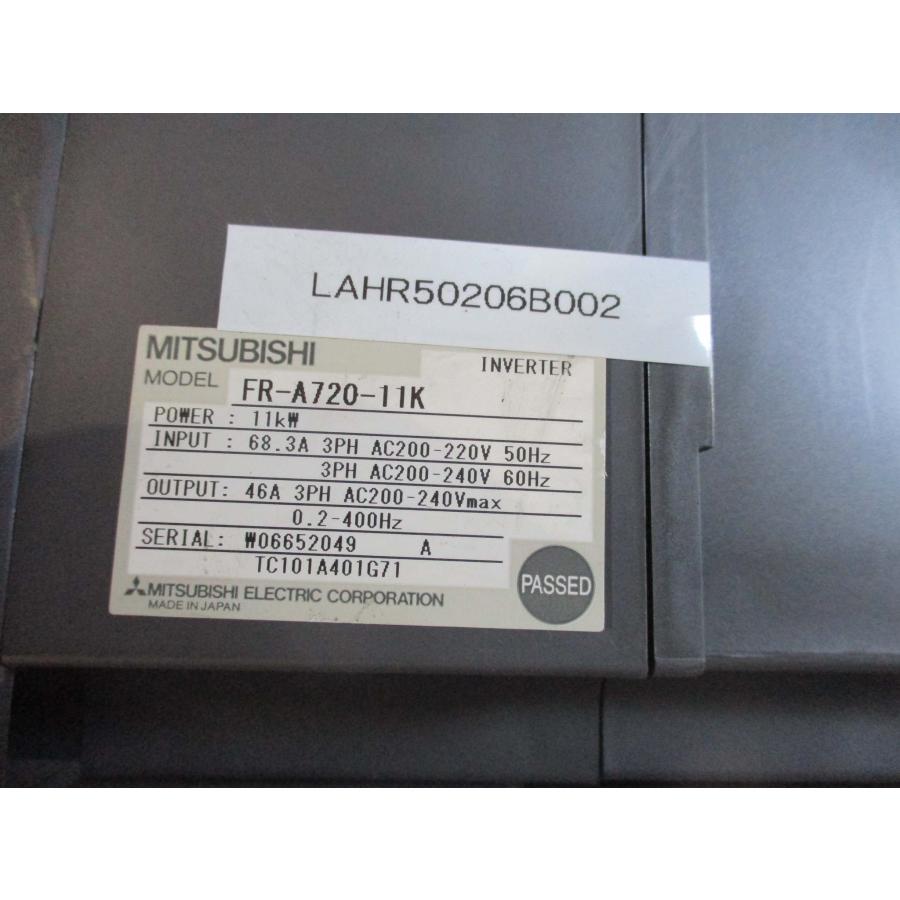 LAHR50206B002
MITSUBISHI
INVERTER
MODEL FR-A720-11K
POWER : 11kW
INPUT : 68.3A 3PH AC200-220V 50Hz
3PH AC200-240V 60Hz
OUTPUT: 46A 3PH AC200-240Vmax
0.2-400Hz
SERIAL: W06652049 A
TC101A401G71
PASSED
MITSUBISHI ELECTRIC CORPORATION
MADE IN JAPAN